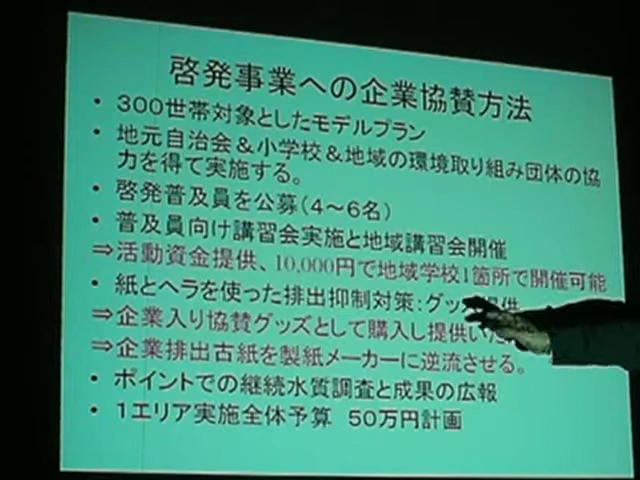 啓発事業への企業協賛方法
・300世帯対象としたモデルプラン
・地元自治会＆小学校＆地域の環境取り組み団体の協
力を得て実施する。
・啓発普及員を公募(4～6名)
・普及員向け講習会実施と地域講習会開催
⇒活動資金提供、10,000円で地域学校1箇所で開催可能
・紙とヘラを使った排出抑制対策：グッズ提供
⇒企業入り協賛グッズとして購入し提供いた
⇒企業排出古紙を製紙メーカーに逆流させる。
・ポイントでの継続水質調査と成果の広報
・1エリア実施全体予算　50万円計画